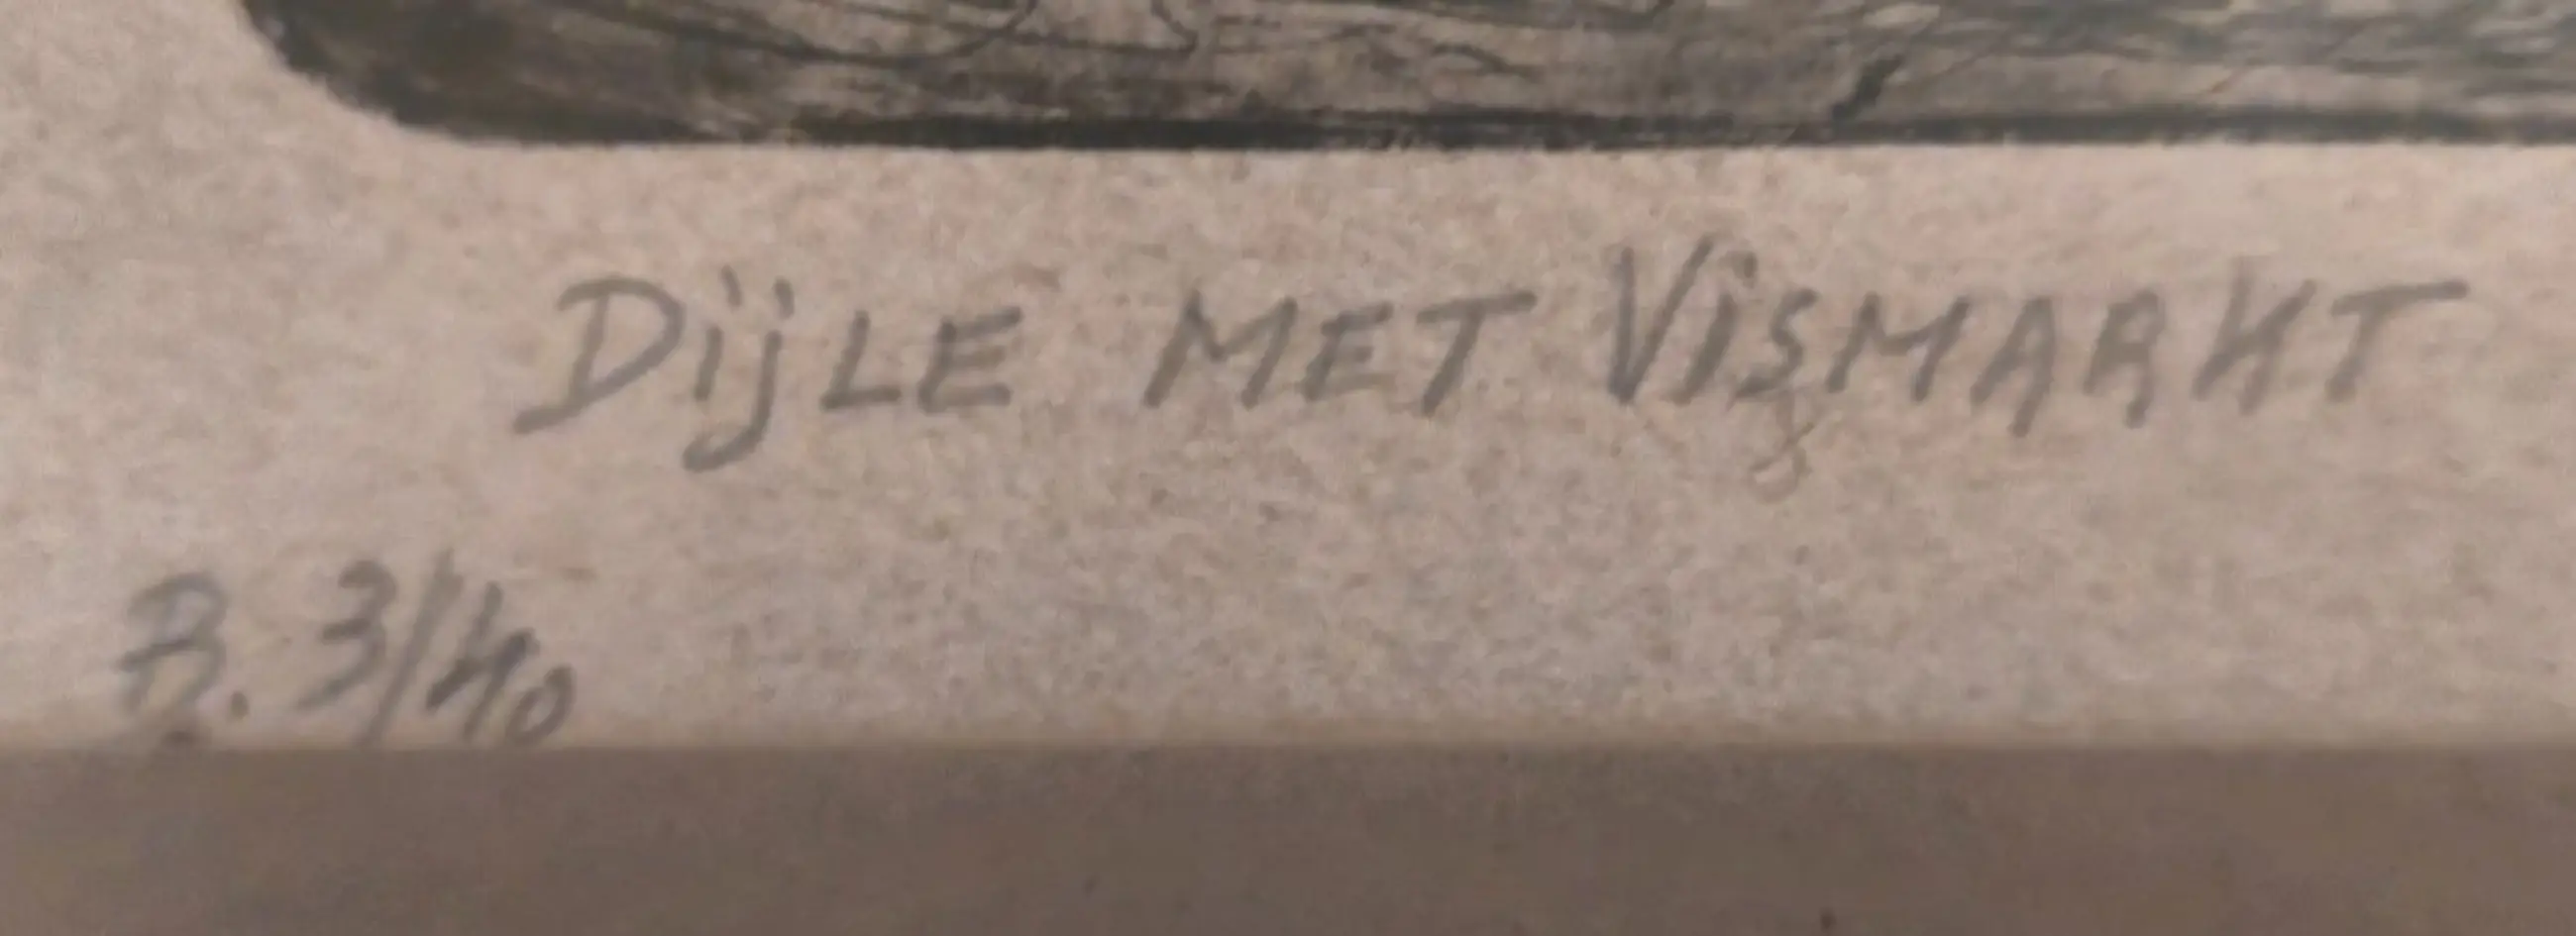 DijLE MET VisMARKT
B. 3/40